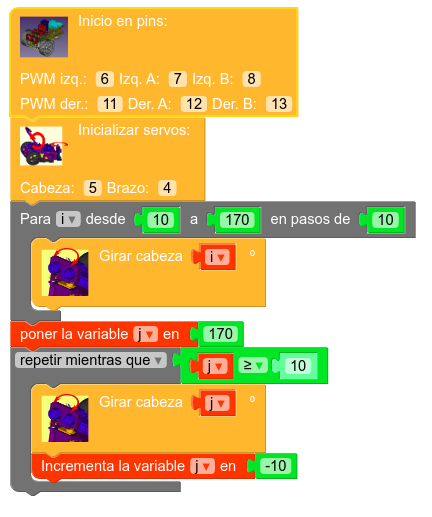 Inicio en pins:
PWM izq.: 6 Izq. A: 7 Izq. B: 8
PWM der.: 11 Der. A: 12 Der. B: 13
Inicializar servos:
Cabeza: 5 Brazo: 4
Para i ▾ desde 10 a 170 en pasos de 10
Girar cabeza i ▾ º
poner la variable j ▾ en 170
repetir mientras que ▾ j ▾ ≥ ▾ 10
Girar cabeza j ▾ º
Incrementa la variable j ▾ en -10